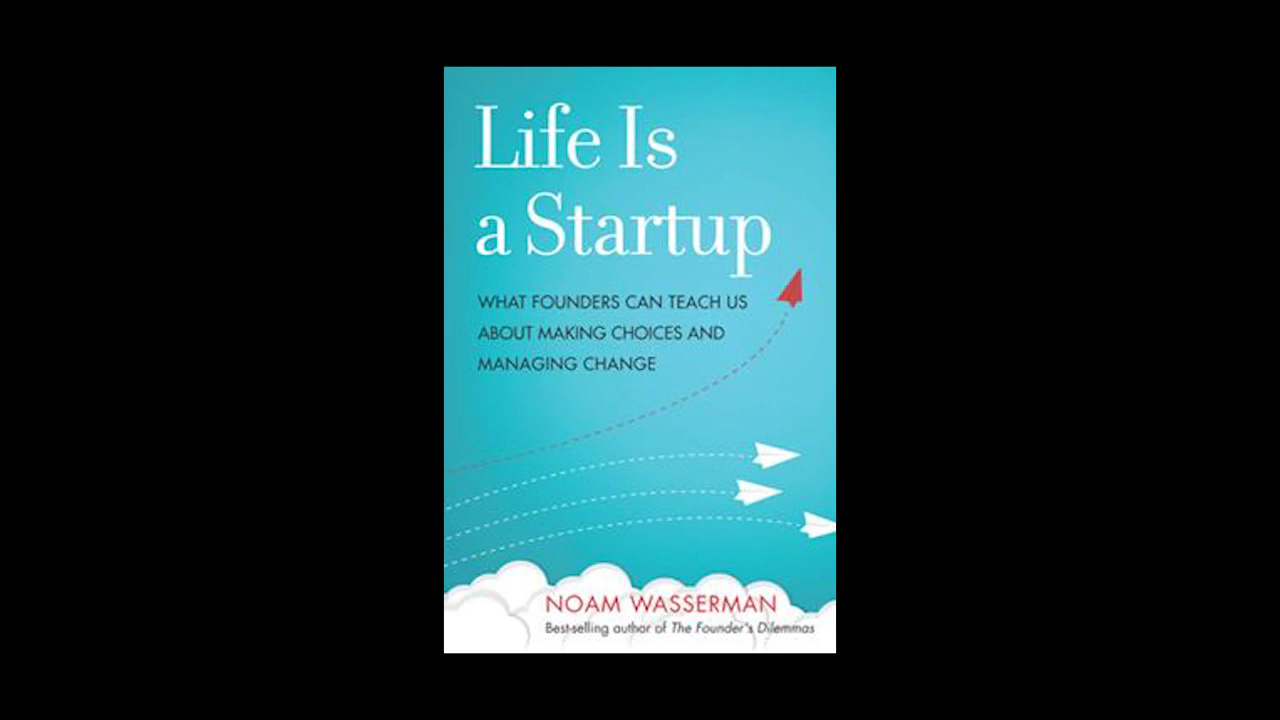 Life Is
a Startup
WHAT FOUNDERS CAN TEACH US
ABOUT MAKING CHOICES AND
MANAGING CHANGE
NOAM WASSERMAN
Best-selling author of The Founder's Dilemmas